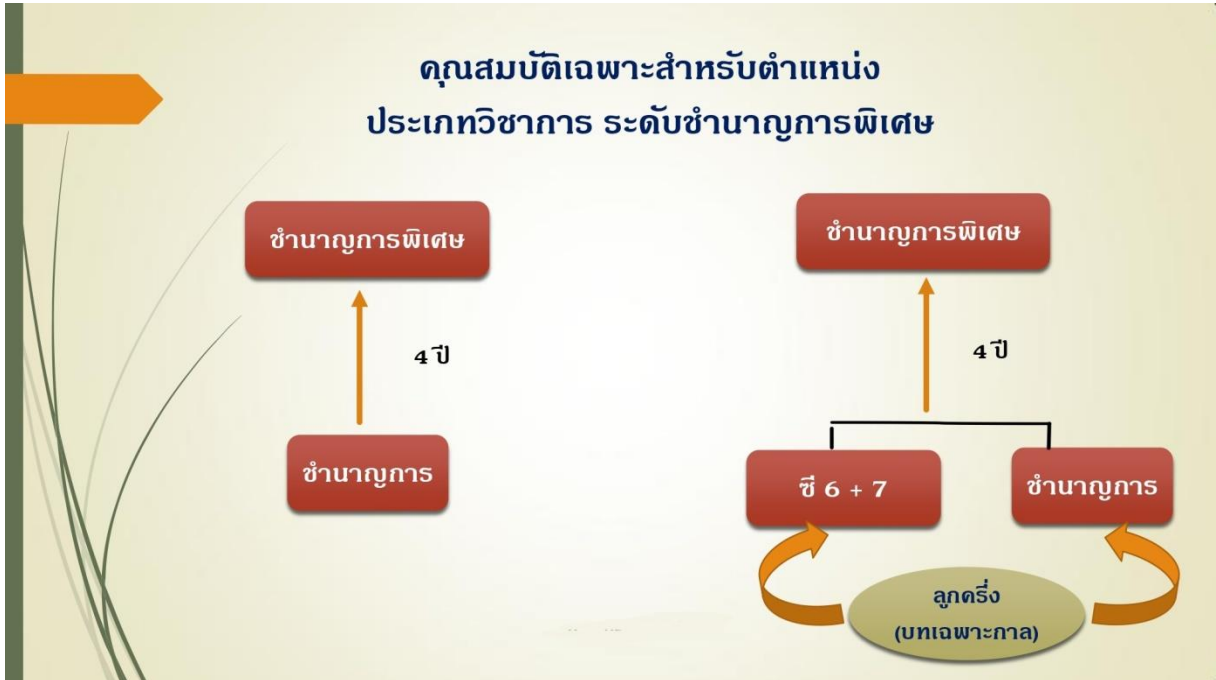 คุณสมบัติเฉพาะสำหรับตำแหน่ง
ประเภทวิชาการ ระดับชำนาญการพิเศษ
ชำนาญการพิเศษ
4 ปี
ชำนาญการ
ชำนาญการพิเศษ
4 ปี
ซี 6 + 7
ชำนาญการ
ลูกครึ่ง
(บทเฉพาะกาล)